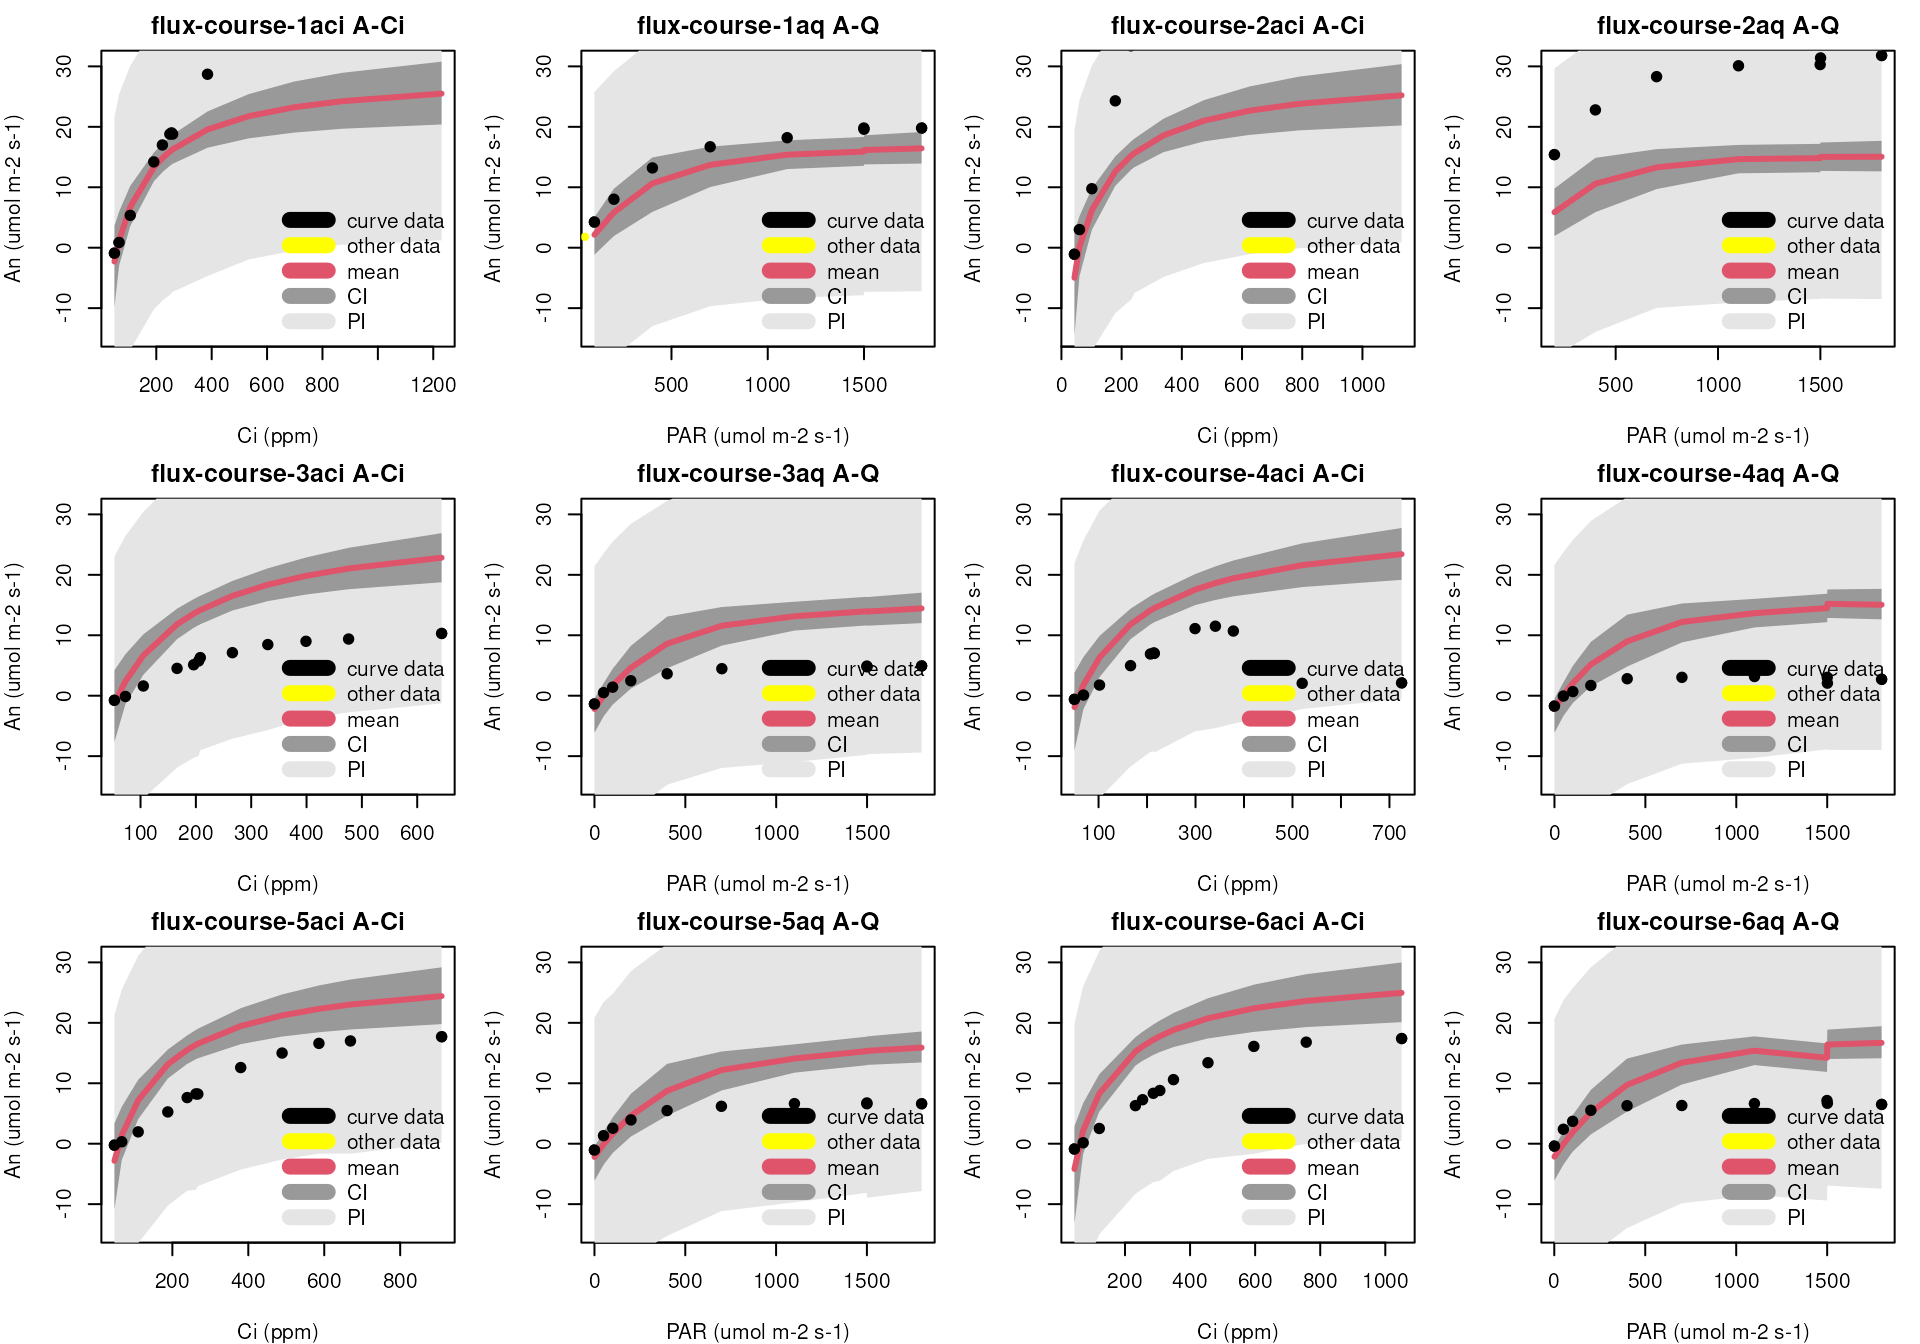 flux-course-1aci A-Ci
An (umol m-2 s-1)
30
20
10
0
-10
curve data
other data
mean
CI
PI
200 400 600 800 1200
Ci (ppm)
flux-course-1aq A-Q
An (umol m-2 s-1)
30
20
10
0
-10
curve data
other data
mean
CI
PI
500 1000 1500
PAR (umol m-2 s-1)
flux-course-2aci A-Ci
An (umol m-2 s-1)
30
20
10
0
-10
curve data
other data
mean
CI
PI
0 200 400 600 800 1000
Ci (ppm)
flux-course-2aq A-Q
An (umol m-2 s-1)
30
20
10
0
-10
curve data
other data
mean
CI
PI
500 1000 1500
PAR (umol m-2 s-1)
flux-course-3aci A-Ci
An (umol m-2 s-1)
30
20
10
0
-10
curve data
other data
mean
CI
PI
100 200 300 400 500 600
Ci (ppm)
flux-course-3aq A-Q
An (umol m-2 s-1)
30
20
10
0
-10
curve data
other data
mean
CI
PI
0 500 1000 1500
PAR (umol m-2 s-1)
flux-course-4aci A-Ci
An (umol m-2 s-1)
30
20
10
0
-10
curve data
other data
mean
CI
PI
100 300 500 700
Ci (ppm)
flux-course-4aq A-Q
An (umol m-2 s-1)
30
20
10
0
-10
curve data
other data
mean
CI
PI
0 500 1000 1500
PAR (umol m-2 s-1)
flux-course-5aci A-Ci
An (umol m-2 s-1)
30
20
10
0
-10
curve data
other data
mean
CI
PI
200 400 600 800
Ci (ppm)
flux-course-5aq A-Q
An (umol m-2 s-1)
30
20
10
0
-10
curve data
other data
mean
CI
PI
0 500 1000 1500
PAR (umol m-2 s-1)
flux-course-6aci A-Ci
An (umol m-2 s-1)
30
20
10
0
-10
curve data
other data
mean
CI
PI
200 400 600 800 1000
Ci (ppm)
flux-course-6aq A-Q
An (umol m-2 s-1)
30
20
10
0
-10
curve data
other data
mean
CI
PI
0 500 1000 1500
PAR (umol m-2 s-1)